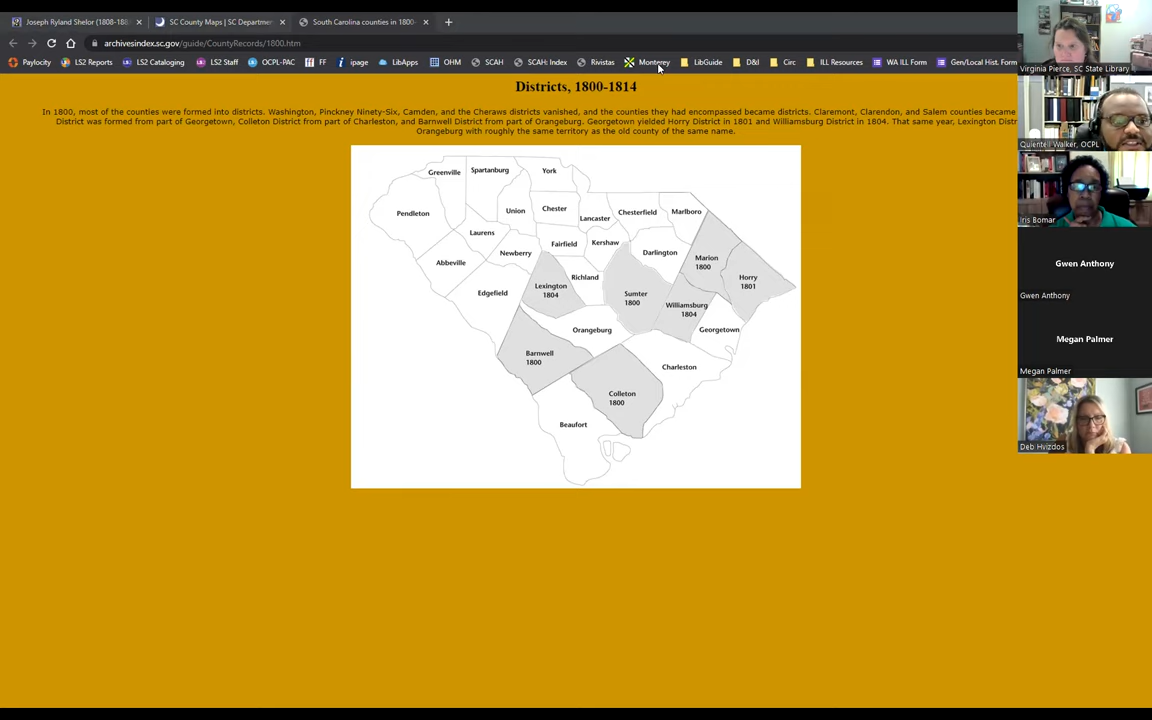 Joseph Ryland Shelor (1808-188
SC County Maps | SC Departmen
South Carolina counties in 1800-
archivesindex.sc.gov/guide/CountyRecords/1800.htm
Paylocity LS2 Reports LS2 Cataloging LS2 Staff OCPL-PAC FF ipage LibApps OHM SCAH SCAH: Index Rivistas Monterey LibGuide D&I Circ ILL Resources WA ILL Form Gen/Local Hist. Form
Districts, 1800-1814
In 1800, most of the counties were formed into districts. Washington, Pinckney Ninety-Six, Camden, and the Cheraws districts vanished, and the counties they had encompassed became districts. Claremont, Clarendon, and Salem counties became
District was formed from part of Georgetown, Colleton District from part of Charleston, and Barnwell District from part of Orangeburg. Georgetown yielded Horry District in 1801 and Williamsburg District in 1804. That same year, Lexington Distr
Orangeburg with roughly the same territory as the old county of the same name.
Greenville
Spartanburg
York
Pendleton
Union
Chester
Lancaster
Chesterfield
Marlboro
Laurens
Newberry
Fairfield
Kershaw
Darlington
Abbeville
Marion
1800
Edgefield
Lexington
1804
Richland
Sumter
1800
Horry
1801
Williamsburg
1804
Orangeburg
Georgetown
Barnwell
1800
Charleston
Colleton
1800
Beaufort
Virginia Pierce, SC State Library
Quientell Walker, OCPL
Iris Bomar
Gwen Anthony
Gwen Anthony
Megan Palmer
Megan Palmer
Deb Hvizdos